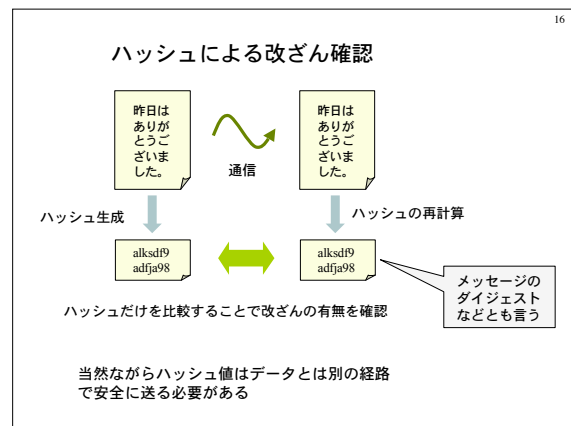 16
ハッシュによる改ざん確認
昨日は
ありが
とうご
ざいま
した。
通信
昨日は
ありが
とうご
ざいま
した。
ハッシュ生成
ハッシュの再計算
alksdf9
adfja98
alksdf9
adfja98
メッセージの
ダイジェスト
などとも言う
ハッシュだけを比較することで改ざんの有無を確認
当然ながらハッシュ値はデータとは別の経路
で安全に送る必要がある